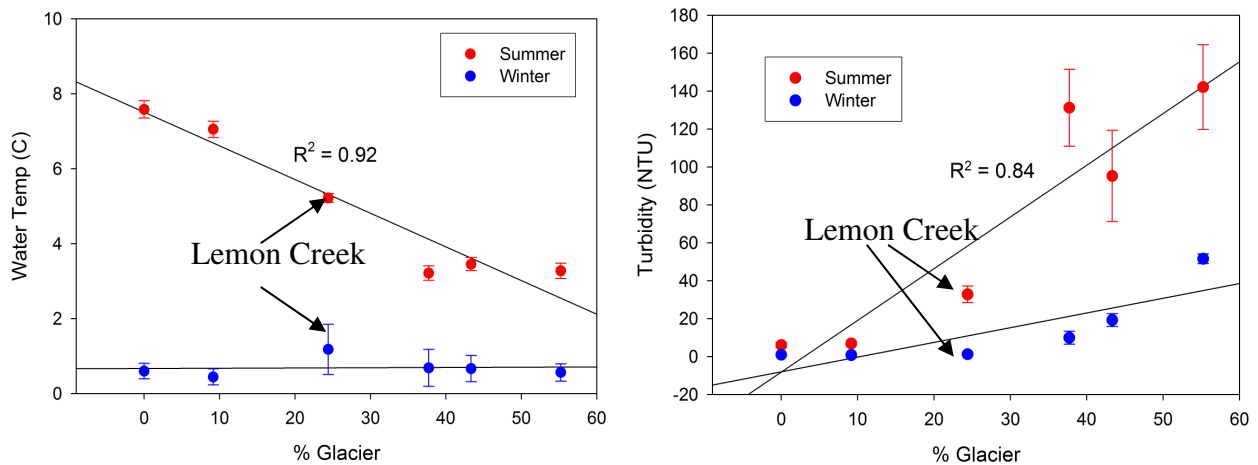 10
8
6
4
2
0
Water Temp (C)
Summer
Winter
R² = 0.92
Lemon Creek
0 10 20 30 40 50 60
% Glacier
180
160
140
120
100
80
60
40
20
0
-20
Turbidity (NTU)
Summer
Winter
R² = 0.84
Lemon Creek
0 10 20 30 40 50 60
% Glacier